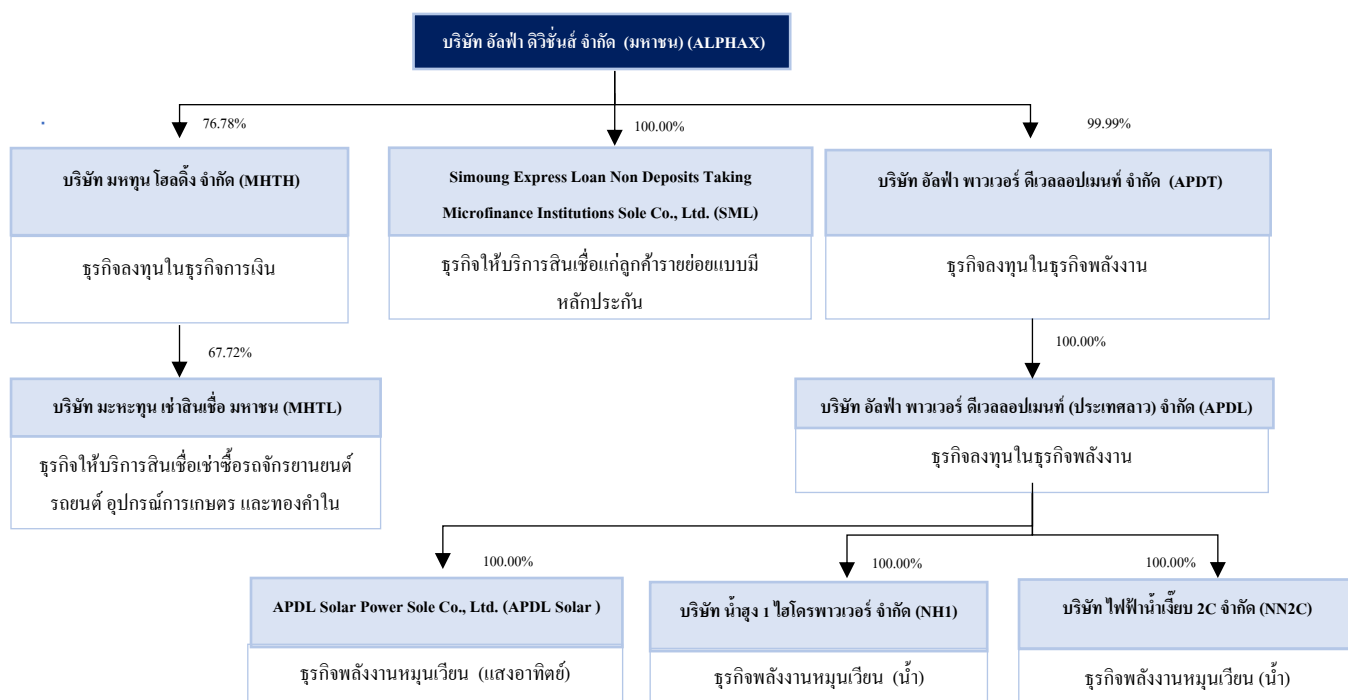 บริษัท อัลฟ่า ดิวิชั่นส์ จำกัด (มหาชน) (ALPHAX)
76.78%
100.00%
99.99%
บริษัท มหทุน โฮลดิ้ง จำกัด (MHTH)
ธุรกิจลงทุนในธุรกิจการเงิน
Simoung Express Loan Non Deposits Taking
Microfinance Institutions Sole Co., Ltd. (SML)
ธุรกิจให้บริการสินเชื่อแก่ลูกค้ารายย่อยแบบมี
หลักประกัน
บริษัท อัลฟ่า พาวเวอร์ ดีเวลลอปเมนท์ จำกัด (APDT)
ธุรกิจลงทุนในธุรกิจพลังงาน
67.72%
100.00%
บริษัท มะหะทุน เช่าสินเชื่อ มหาชน (MHTL)
ธุรกิจให้บริการสินเชื่อเช่าซื้อรถจักรยานยนต์
รถยนต์ อุปกรณ์การเกษตร และทองคำใน
บริษัท อัลฟ่า พาวเวอร์ ดีเวลลอปเมนท์ (ประเทศลาว) จำกัด (APDL)
ธุรกิจลงทุนในธุรกิจพลังงาน
100.00%
100.00%
100.00%
APDL Solar Power Sole Co., Ltd. (APDL Solar )
ธุรกิจพลังงานหมุนเวียน (แสงอาทิตย์)
บริษัท น้ำฮูง 1 ไฮโดรพาวเวอร์ จำกัด (NH1)
ธุรกิจพลังงานหมุนเวียน (น้ำ)
บริษัท ไฟฟ้าน้ำเงี๊ยบ 2C จำกัด (NN2C)
ธุรกิจพลังงานหมุนเวียน (น้ำ)